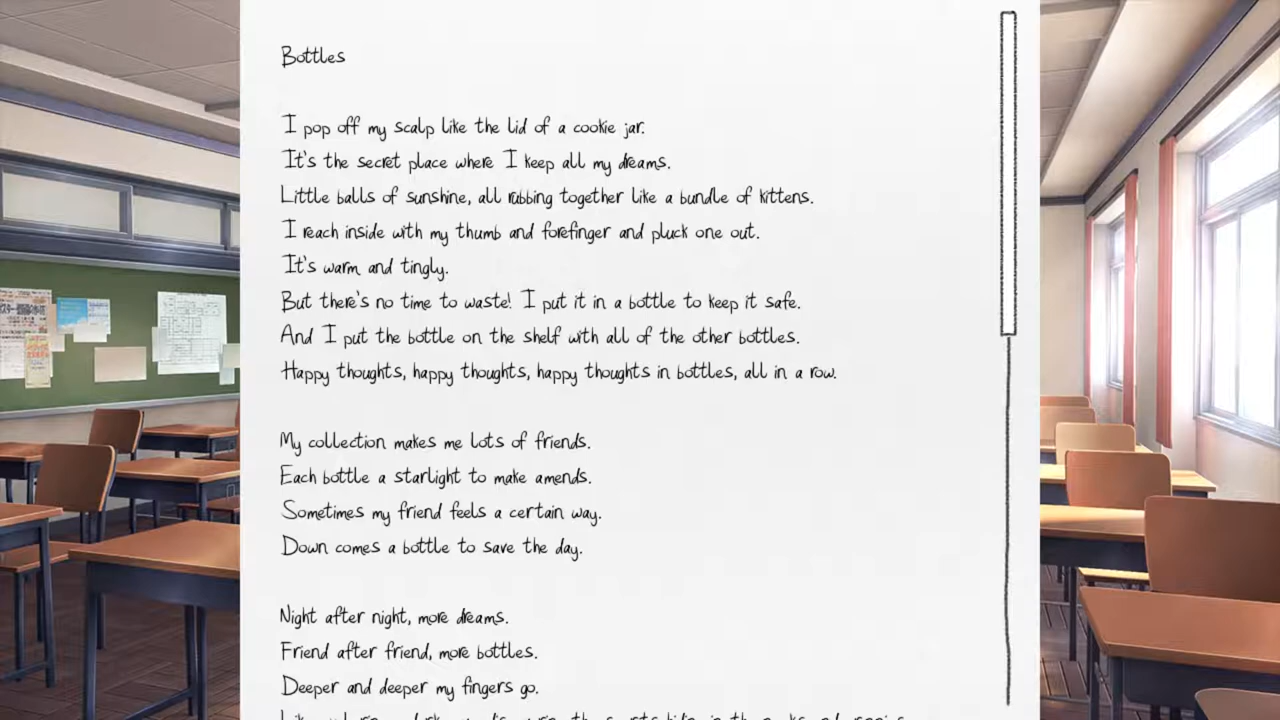 Bottles
I pop off my scalp like the lid of a cookie jar.
It's the secret place where I keep all my dreams.
Little balls of sunshine, all rubbing together like a bundle of kittens.
I reach inside with my thumb and forefinger and pluck one out.
It's warm and tingly.
But there's no time to waste! I put it in a bottle to keep it safe.
And I put the bottle on the shelf with all of the other bottles.
Happy thoughts, happy thoughts, happy thoughts in bottles, all in a row.
My collection makes me lots of friends.
Each bottle a starlight to make amends.
Sometimes my friend feels a certain way.
Down comes a bottle to save the day.
Night after night, more dreams.
Friend after friend, more bottles.
Deeper and deeper my fingers go.